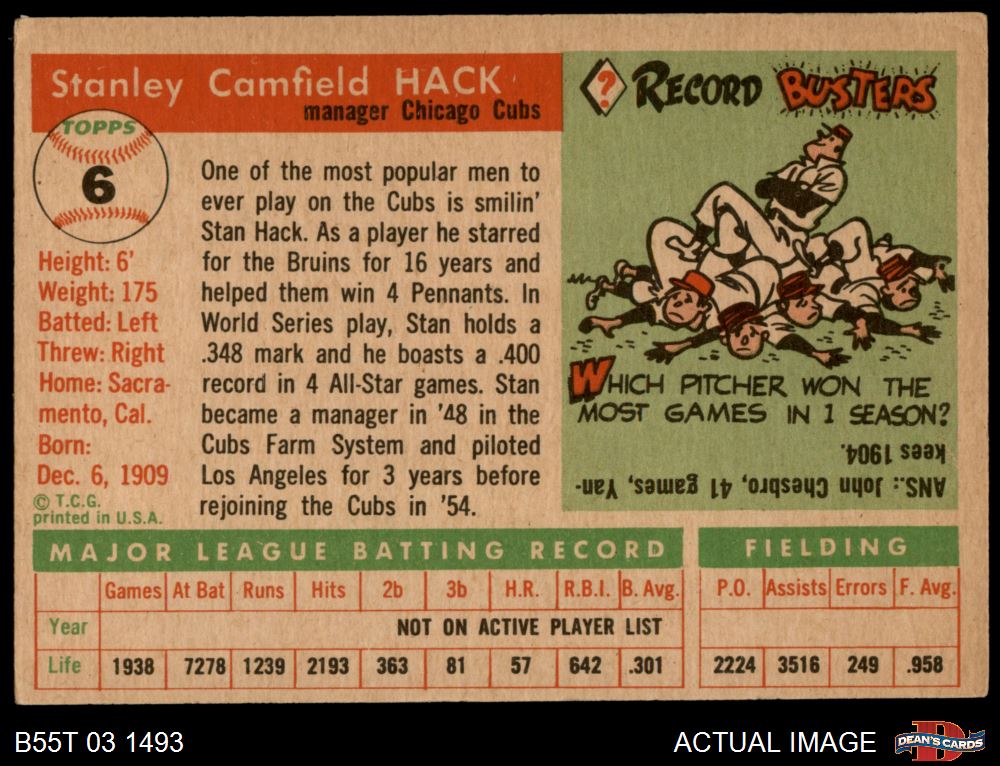 Stanley Camfield HACK
manager Chicago Cubs
TOPPS
6
Height: 6'
Weight: 175
Batted: Left
Threw: Right
Home: Sacra-
mento, Cal.
Born:
Dec. 6, 1909
© T.C.G.
printed in U.S.A.
One of the most popular men to
ever play on the Cubs is smilin'
Stan Hack. As a player he starred
for the Bruins for 16 years and
helped them win 4 Pennants. In
World Series play, Stan holds a
.348 mark and he boasts a .400
record in 4 All-Star games. Stan
became a manager in '48 in the
Cubs Farm System and piloted
Los Angeles for 3 years before
rejoining the Cubs in '54.
? RECORD BUSTERS
WHICH PITCHER WON THE
MOST GAMES IN 1 SEASON?
ANS.: John Chesbro, 41 games, Yan-
kees 1904.
MAJOR LEAGUE BATTING RECORD
Games At Bat Runs Hits 2b 3b H.R. R.B.I. B. Avg.
Year NOT ON ACTIVE PLAYER LIST
Life 1938 7278 1239 2193 363 81 57 642 .301
FIELDING
P.O. Assists Errors F. Avg.
2224 3516 249 .958
B55T 03 1493
ACTUAL IMAGE
DEAN'S CARDS